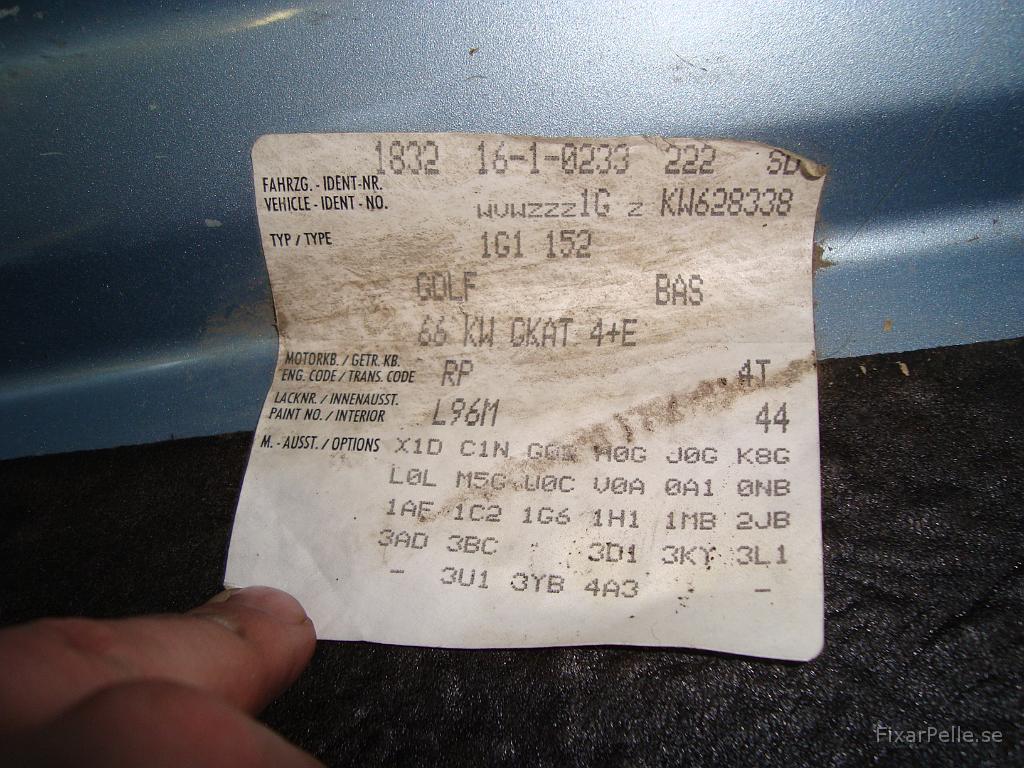 1832 16-1-0233 222 SD
FAHRZG. - IDENT-NR.
VEHICLE - IDENT - NO. WVWZZZ1G Z KW628338
TYP / TYPE 1G1 152
GOLF BAS
66 KW GKAT 4+E
MOTORKB. / GETR. KB.
ENG. CODE / TRANS. CODE RP 4T
LACKNR. / INNENAUSST.
PAINT NO. / INTERIOR L96M 44
M. - AUSST. / OPTIONS X1D C1N H0G J0G K8G
L0L M5G U0C V0A 0A1 0NB
1AE 1C2 1G6 1H1 1MB 2JB
3AD 3BC 3D1 3KY 3L1
- 3U1 3YB 4A3 -
FixarPelle.se